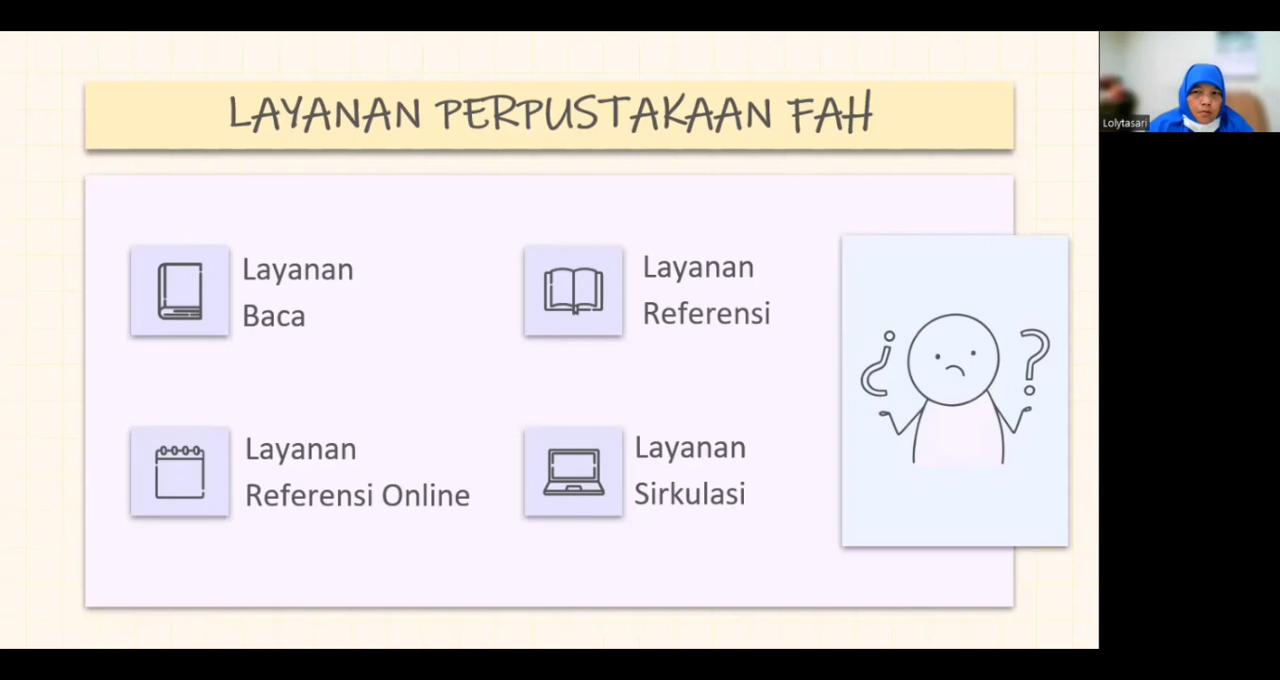 LAYANAN PERPUSTAKAAN FAH
Lolytasari
Layanan
Baca
Layanan
Referensi
¿
?
Layanan
Referensi Online
Layanan
Sirkulasi